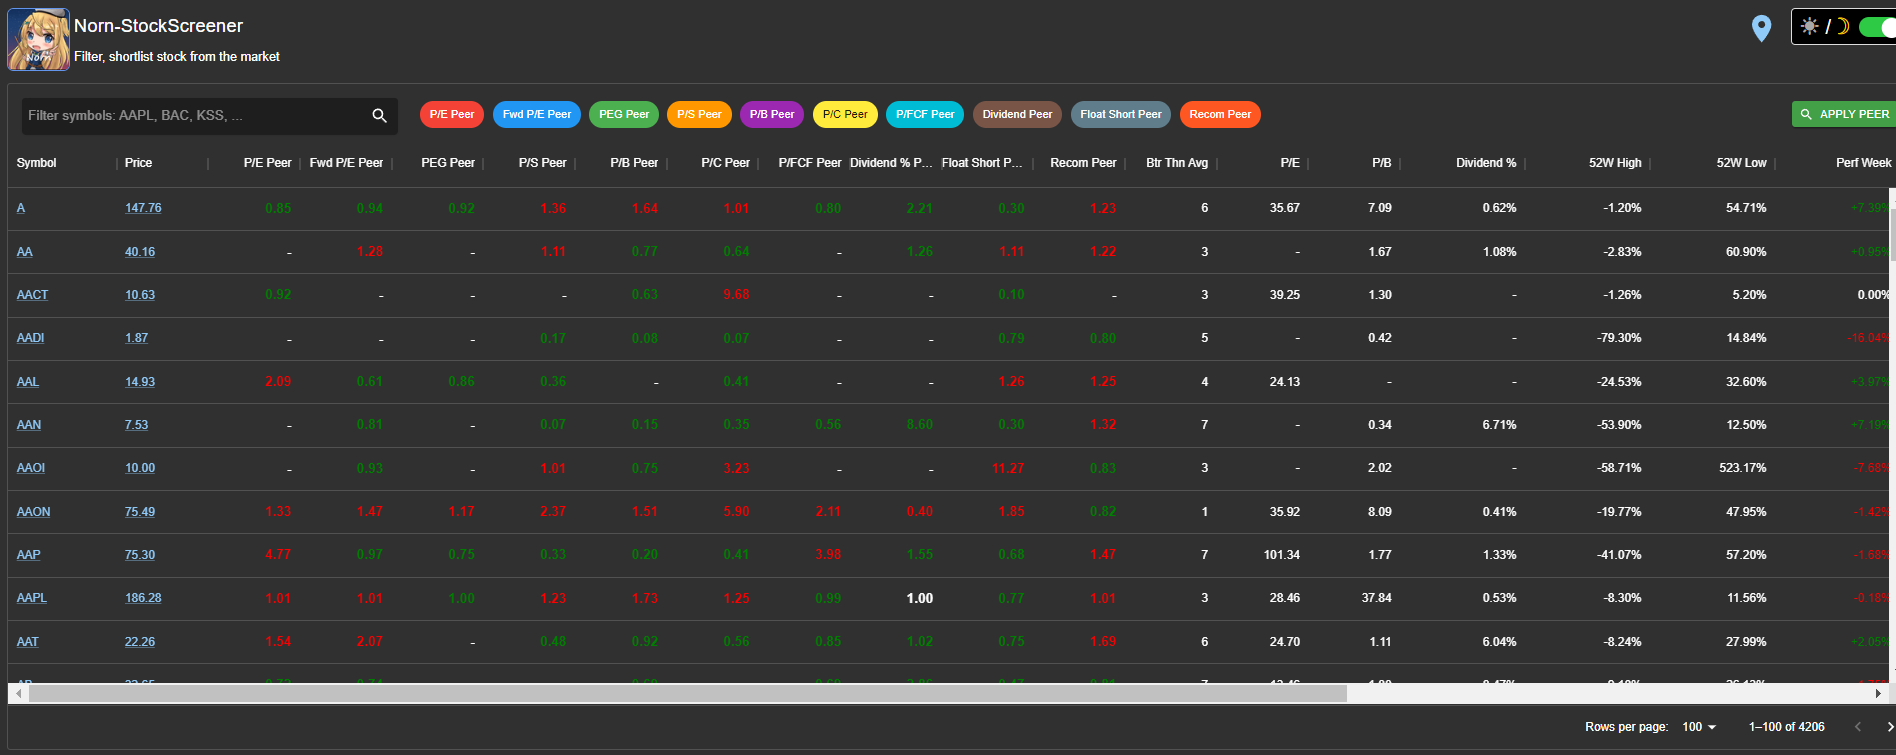 Norn-StockScreener
Filter, shortlist stock from the market
Norn
/
Filter symbols: AAPL, BAC, KSS, ...
P/E Peer Fwd P/E Peer PEG Peer P/S Peer P/B Peer P/C Peer P/FCF Peer Dividend Peer Float Short Peer Recom Peer APPLY PEER
Symbol Price P/E Peer Fwd P/E Peer PEG Peer P/S Peer P/B Peer P/C Peer P/FCF Peer Dividend % P... Float Short P... Recom Peer Btr Thn Avg P/E P/B Dividend % 52W High 52W Low Perf Week
A 147.76 0.85 0.94 0.92 1.36 1.64 1.01 0.80 2.21 0.30 1.23 6 35.67 7.09 0.62% -1.20% 54.71% +7.39%
AA 40.16 - 1.28 - 1.11 0.77 0.64 - 1.26 1.11 1.22 3 - 1.67 1.08% -2.83% 60.90% +0.95%
AACT 10.63 0.92 - - - 0.63 9.68 - - 0.10 - 3 39.25 1.30 - -1.26% 5.20% 0.00%
AADI 1.87 - - - 0.17 0.08 0.07 - - 0.79 0.80 5 - 0.42 - -79.30% 14.84% -16.04%
AAL 14.93 2.09 0.61 0.86 0.36 - 0.41 - - 1.26 1.25 4 24.13 - - -24.53% 32.60% +3.97%
AAN 7.53 - 0.81 - 0.07 0.15 0.35 0.56 8.60 0.30 1.32 7 - 0.34 6.71% -53.90% 12.50% +7.19%
AAOI 10.00 - 0.93 - 1.01 0.75 3.23 - - 11.27 0.83 3 - 2.02 - -58.71% 523.17% -7.68%
AAON 75.49 1.33 1.47 1.17 2.37 1.51 5.90 2.11 0.40 1.85 0.82 1 35.92 8.09 0.41% -19.77% 47.95% -1.42%
AAP 75.30 4.77 0.97 0.75 0.33 0.20 0.41 3.98 1.55 0.68 1.47 7 101.34 1.77 1.33% -41.07% 57.20% -1.68%
AAPL 186.28 1.01 1.01 1.00 1.23 1.73 1.25 0.99 1.00 0.77 1.01 3 28.46 37.84 0.53% -8.30% 11.56% -0.18%
AAT 22.26 1.54 2.07 - 0.48 0.92 0.56 0.85 1.02 0.75 1.69 6 24.70 1.11 6.04% -8.24% 27.99% +2.05%
Rows per page: 100 1–100 of 4206